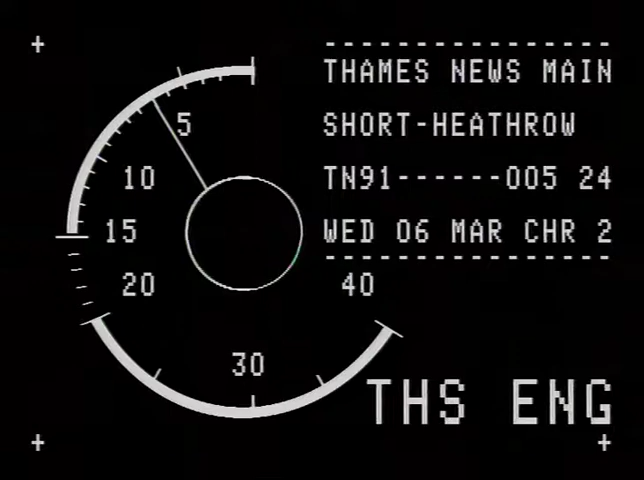 THAMES NEWS MAIN
SHORT-HEATHROW
TN91------005 24
WED 06 MAR CHR 2
5
10
15
20
30
40
THS ENG